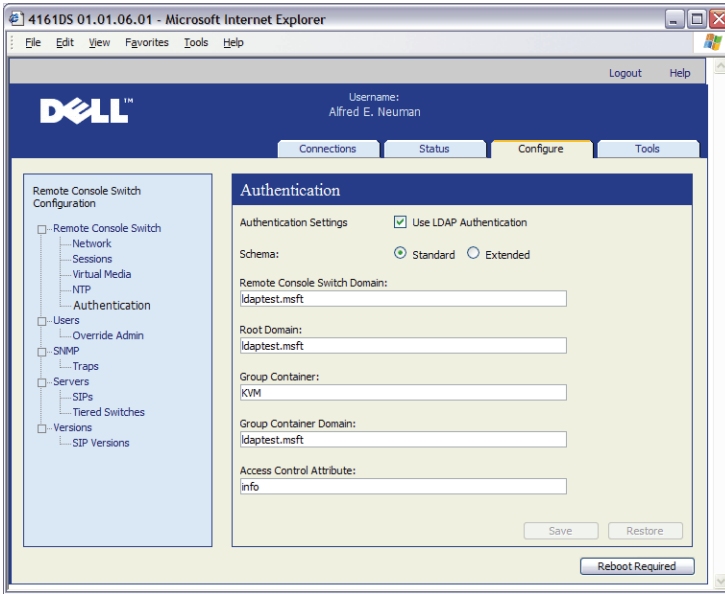 4161DS 01.01.06.01 - Microsoft Internet Explorer
File Edit View Favorites Tools Help
Logout Help
DELL™
Username:
Alfred E. Neuman
Connections Status Configure Tools
Remote Console Switch
Configuration
Remote Console Switch
Network
Sessions
Virtual Media
NTP
Authentication
Users
Override Admin
SNMP
Traps
Servers
SIPs
Tiered Switches
Versions
SIP Versions
Authentication
Authentication Settings Use LDAP Authentication
Schema: Standard Extended
Remote Console Switch Domain:
ldaptest.msft
Root Domain:
ldaptest.msft
Group Container:
KVM
Group Container Domain:
ldaptest.msft
Access Control Attribute:
info
Save Restore
Reboot Required